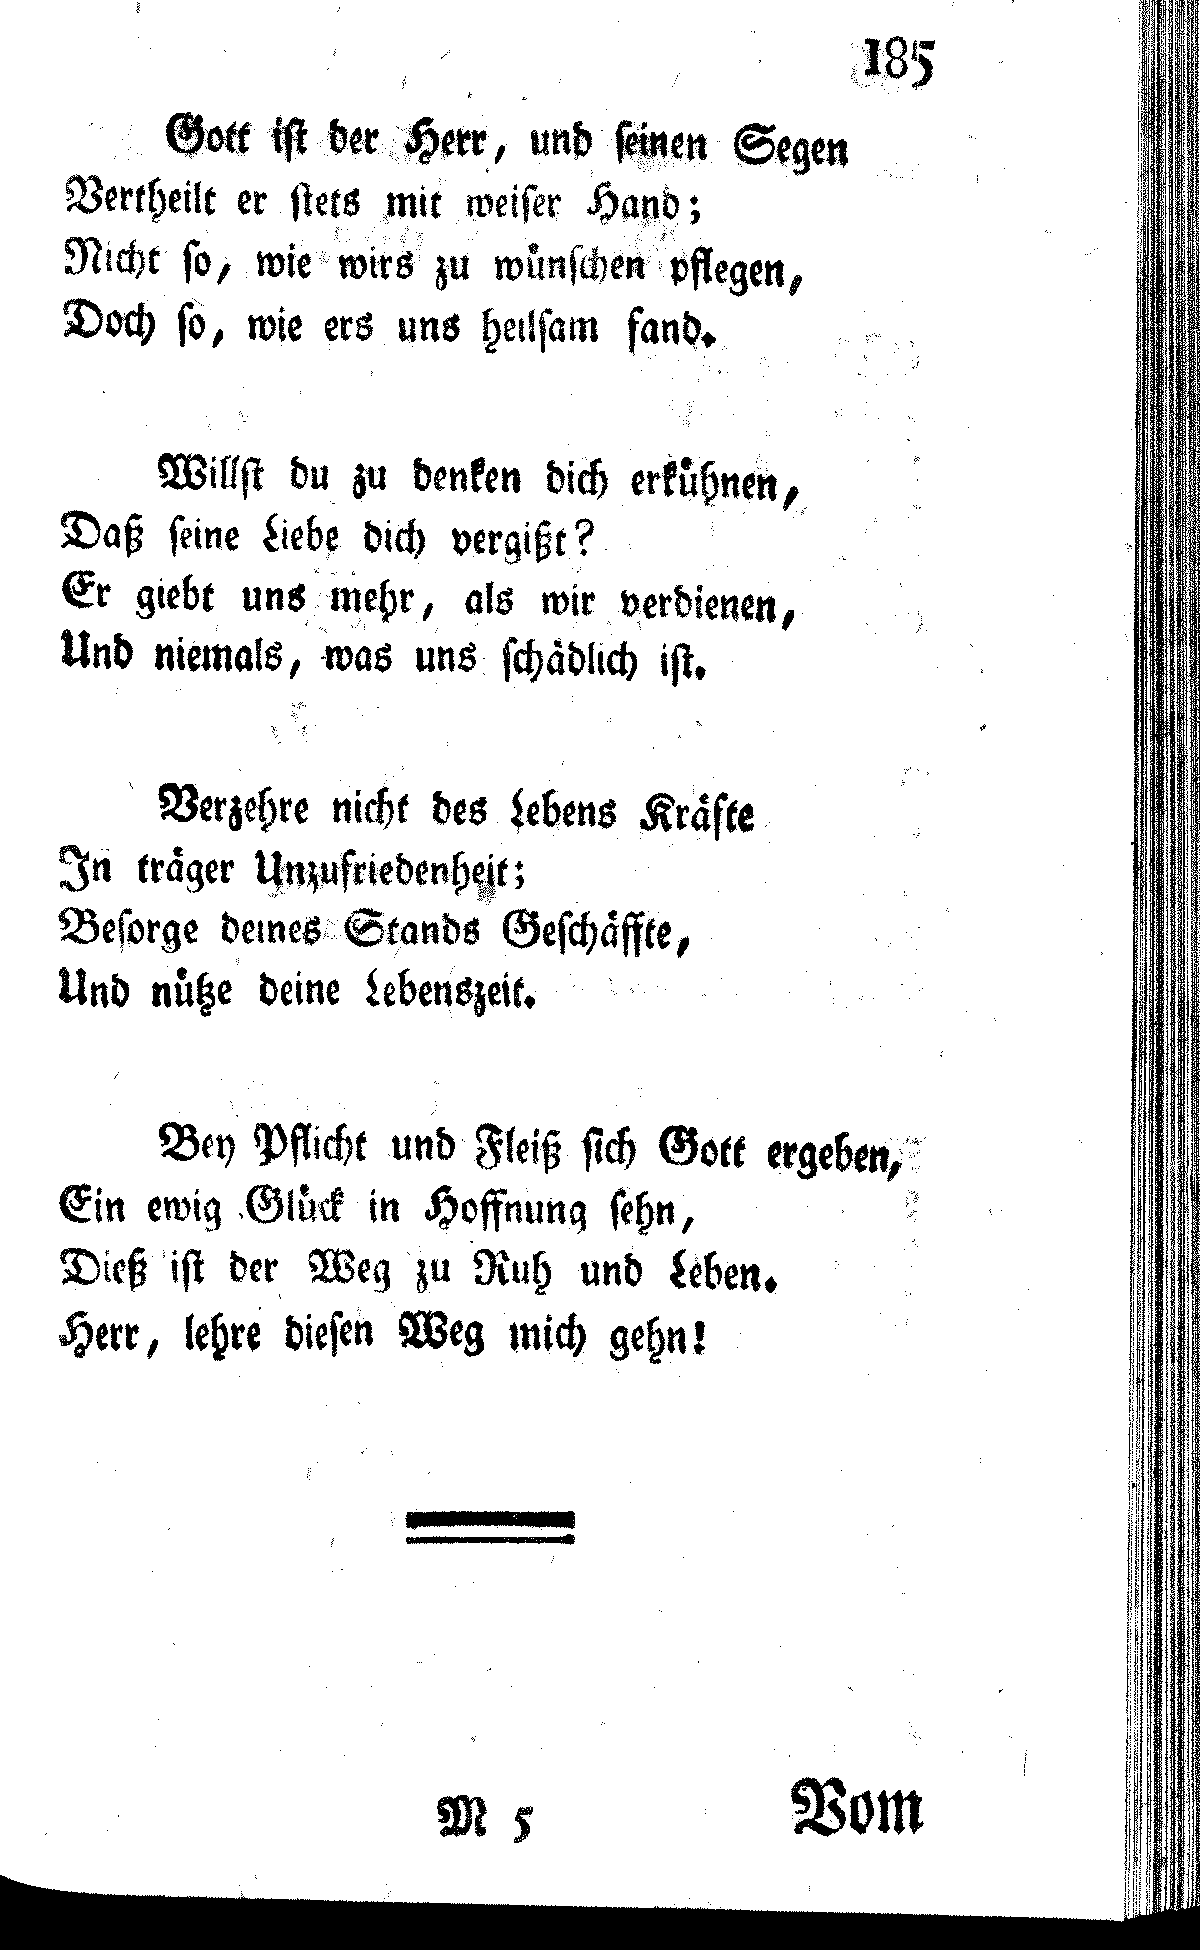 185
Gott ist der Herr, und seinen Segen
Vertheilt er stets mit weiser Hand;
Nicht so, wie wirs zu wünschen pflegen,
Doch so, wie ers uns heilsam fand.
Willst du zu denken dich erkühnen,
Daß seine Liebe dich vergißt?
Er giebt uns mehr, als wir verdienen,
Und niemals, was uns schädlich ist.
Verzehre nicht des Lebens Kräfte
In träger Unzufriedenheit;
Besorge deines Stands Geschäffte,
Und nütze deine Lebenszeit.
Bey Pflicht und Fleiß sich Gott ergeben,
Ein ewig Glück in Hoffnung sehn,
Dieß ist der Weg zu Ruh und Leben.
Herr, lehre diesen Weg mich gehn!
M 5
Vom